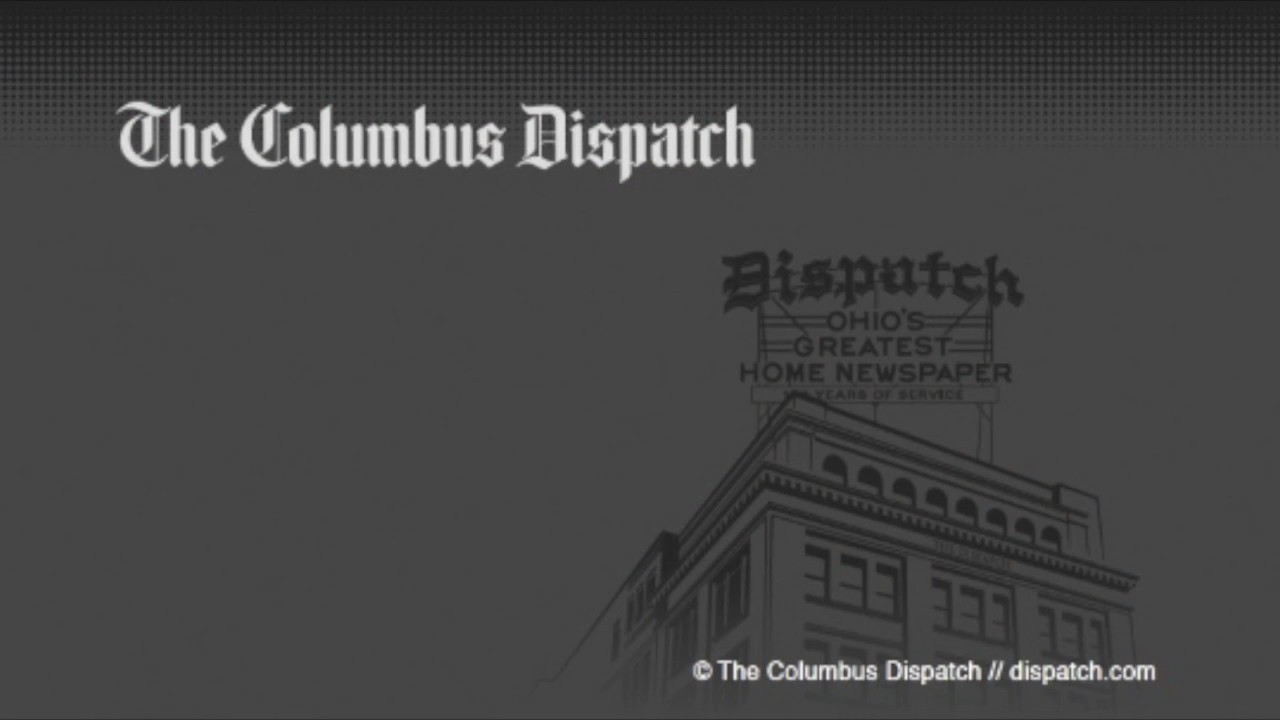 The Columbus Dispatch
Dispatch
OHIO'S
GREATEST
HOME NEWSPAPER
YEARS OF SERVICE
© The Columbus Dispatch // dispatch.com